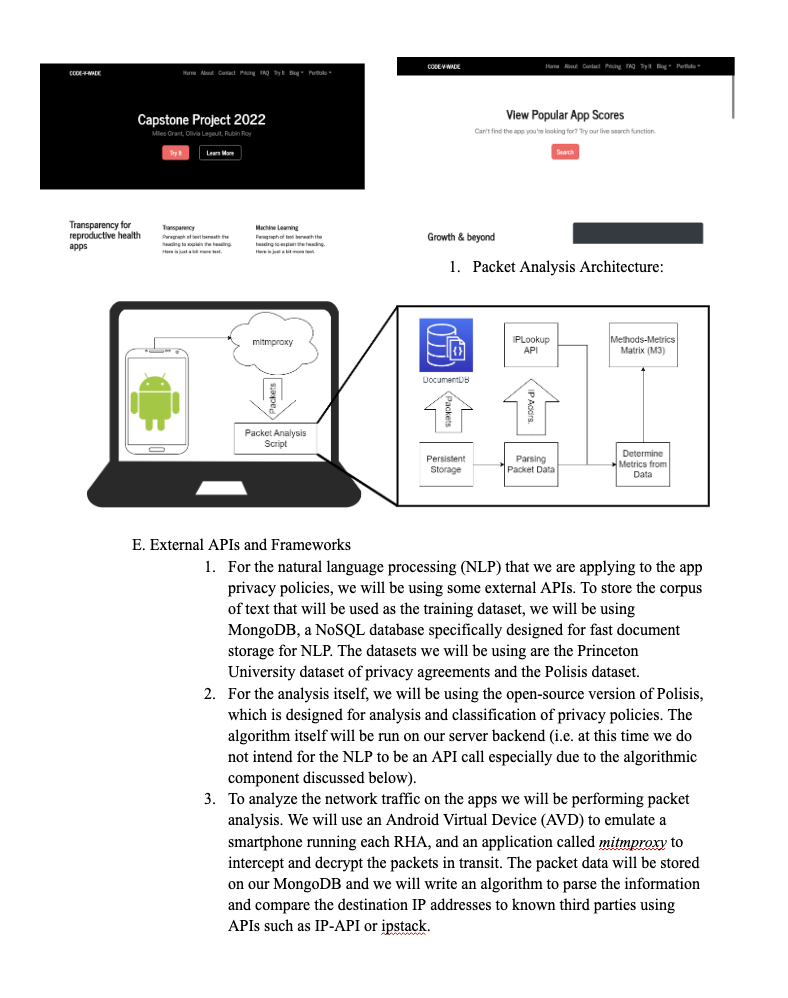 CODE-V-WADE
Home About Contact Pricing FAQ Try It Blog Portfolio
Capstone Project 2022
Miles Grant, Olivia Legault, Rubin Roy
Try It
Learn More
Transparency for
reproductive health
apps
Transparency
Paragraph of text beneath the
heading to explain the heading.
Here is just a bit more text.
Machine Learning
Paragraph of text beneath the
heading to explain the heading.
Here is just a bit more text.
CODE-V-WADE
Home About Contact Pricing FAQ Try It Blog Portfolio
View Popular App Scores
Can't find the app you're looking for? Try our live search function.
Search
Growth & beyond
1. Packet Analysis Architecture:
mitmproxy
Packets
Packet Analysis
Script
DocumentDB
IPLookup
API
Methods-Metrics
Matrix (M3)
Packets
IP Addrs.
Persistent
Storage
Parsing
Packet Data
Determine
Metrics from
Data
E. External APIs and Frameworks
1. For the natural language processing (NLP) that we are applying to the app
privacy policies, we will be using some external APIs. To store the corpus
of text that will be used as the training dataset, we will be using
MongoDB, a NoSQL database specifically designed for fast document
storage for NLP. The datasets we will be using are the Princeton
University dataset of privacy agreements and the Polisis dataset.
2. For the analysis itself, we will be using the open-source version of Polisis,
which is designed for analysis and classification of privacy policies. The
algorithm itself will be run on our server backend (i.e. at this time we do
not intend for the NLP to be an API call especially due to the algorithmic
component discussed below).
3. To analyze the network traffic on the apps we will be performing packet
analysis. We will use an Android Virtual Device (AVD) to emulate a
smartphone running each RHA, and an application called mitmproxy to
intercept and decrypt the packets in transit. The packet data will be stored
on our MongoDB and we will write an algorithm to parse the information
and compare the destination IP addresses to known third parties using
APIs such as IP-API or ipstack.